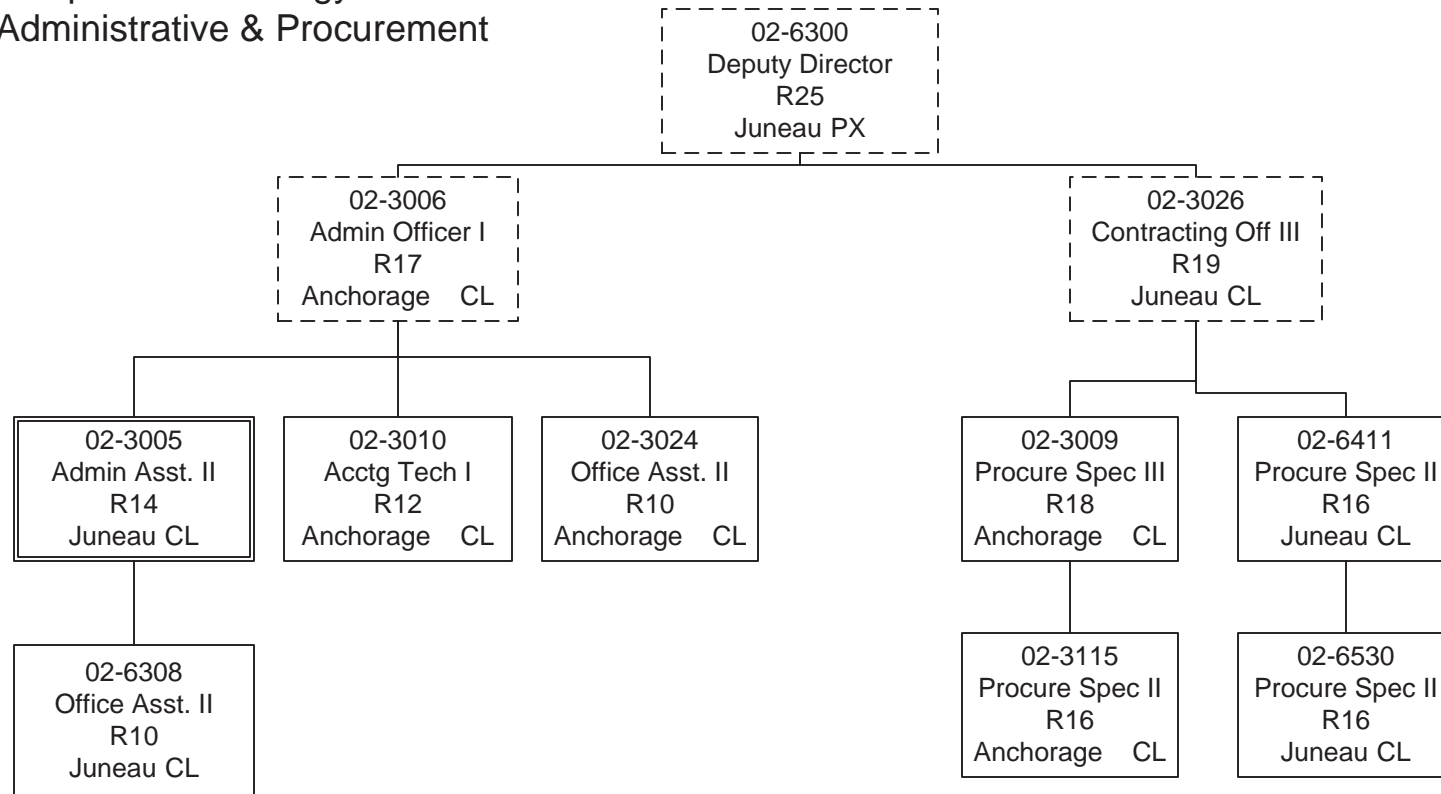 Administrative & Procurement
02-6300
Deputy Director
R25
Juneau PX
02-3006
Admin Officer I
R17
Anchorage CL
02-3026
Contracting Off III
R19
Juneau CL
02-3005
Admin Asst. II
R14
Juneau CL
02-3010
Acctg Tech I
R12
Anchorage CL
02-3024
Office Asst. II
R10
Anchorage CL
02-3009
Procure Spec III
R18
Anchorage CL
02-6411
Procure Spec II
R16
Juneau CL
02-6308
Office Asst. II
R10
Juneau CL
02-3115
Procure Spec II
R16
Anchorage CL
02-6530
Procure Spec II
R16
Juneau CL